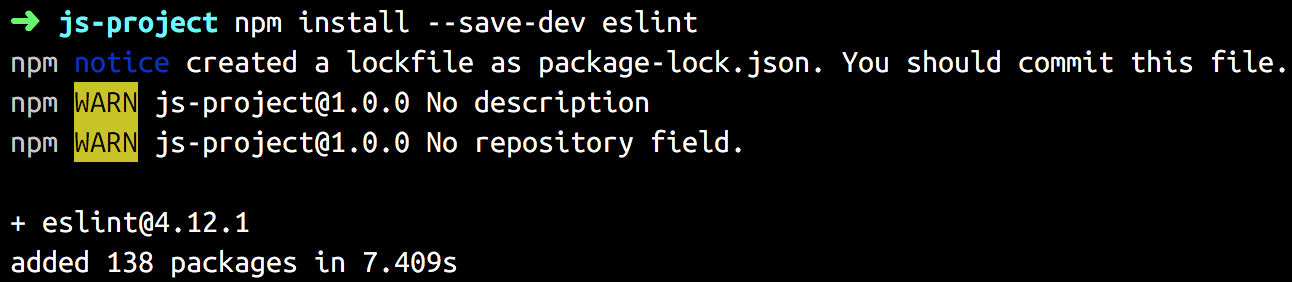 ➜ js-project npm install --save-dev eslint
npm notice created a lockfile as package-lock.json. You should commit this file.
npm WARN js-project@1.0.0 No description
npm WARN js-project@1.0.0 No repository field.
+ eslint@4.12.1
added 138 packages in 7.409s